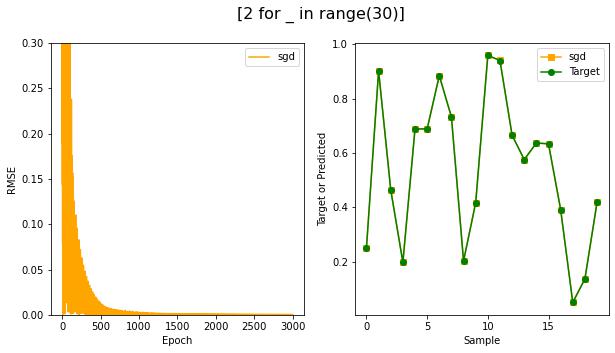 [2 for _ in range(30)]
0.30
0.25
0.20
0.15
0.10
0.05
0.00
RMSE
0 500 1000 1500 2000 2500 3000
Epoch
sgd
1.0
0.8
0.6
0.4
0.2
Target or Predicted
0 5 10 15
Sample
sgd
Target